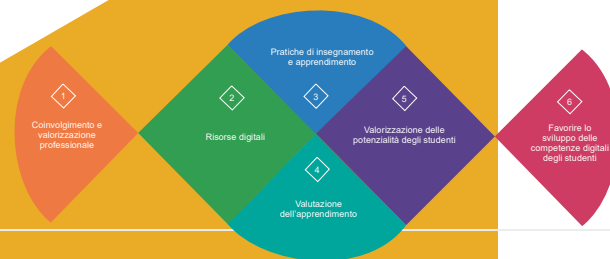 1
Coinvolgimento e
valorizzazione
professionale
2
Risorse digitali
Pratiche di insegnamento
e apprendimento
3
4
Valutazione
dell'apprendimento
5
Valorizzazione delle
potenzialità degli studenti
6
Favorire lo
sviluppo delle
competenze digitali
degli studenti